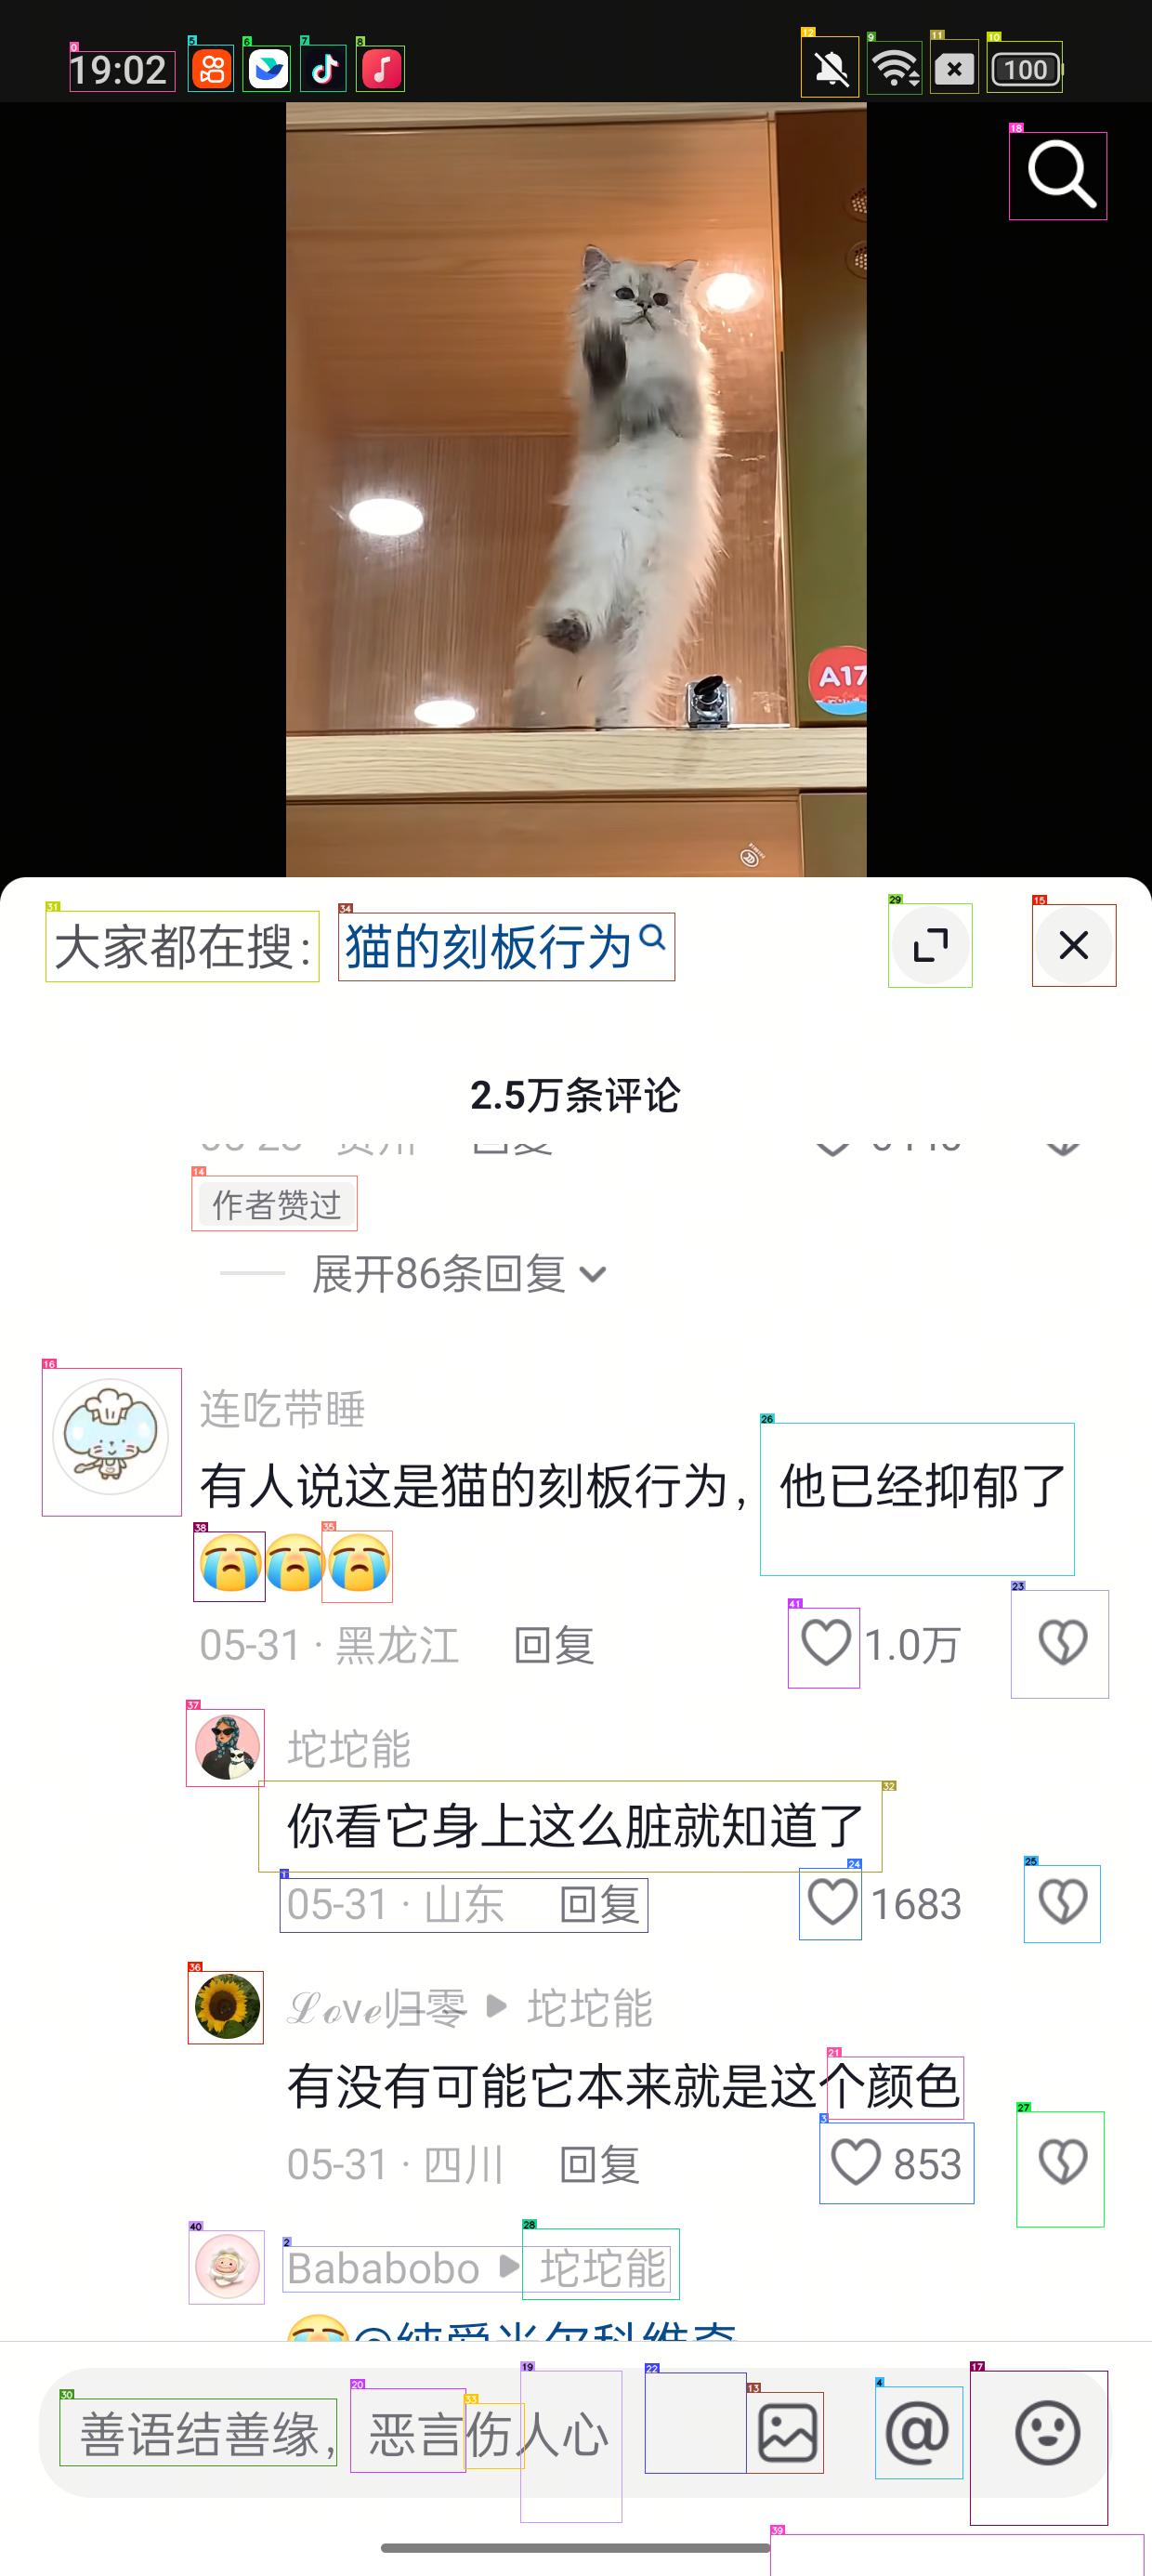 19:02
100
A17
大家都在搜: 猫的刻板行为
2.5万条评论
作者赞过
展开86条回复
连吃带睡
有人说这是猫的刻板行为, 他已经抑郁了
😭😭😭
05-31 · 黑龙江 回复 1.0万
坨坨能
你看它身上这么脏就知道了
05-31 · 山东 回复 1683
ℒℴve归零 ▶ 坨坨能
有没有可能它本来就是这个颜色
05-31 · 四川 回复 853
Bababobo ▶ 坨坨能
善语结善缘, 恶言伤人心